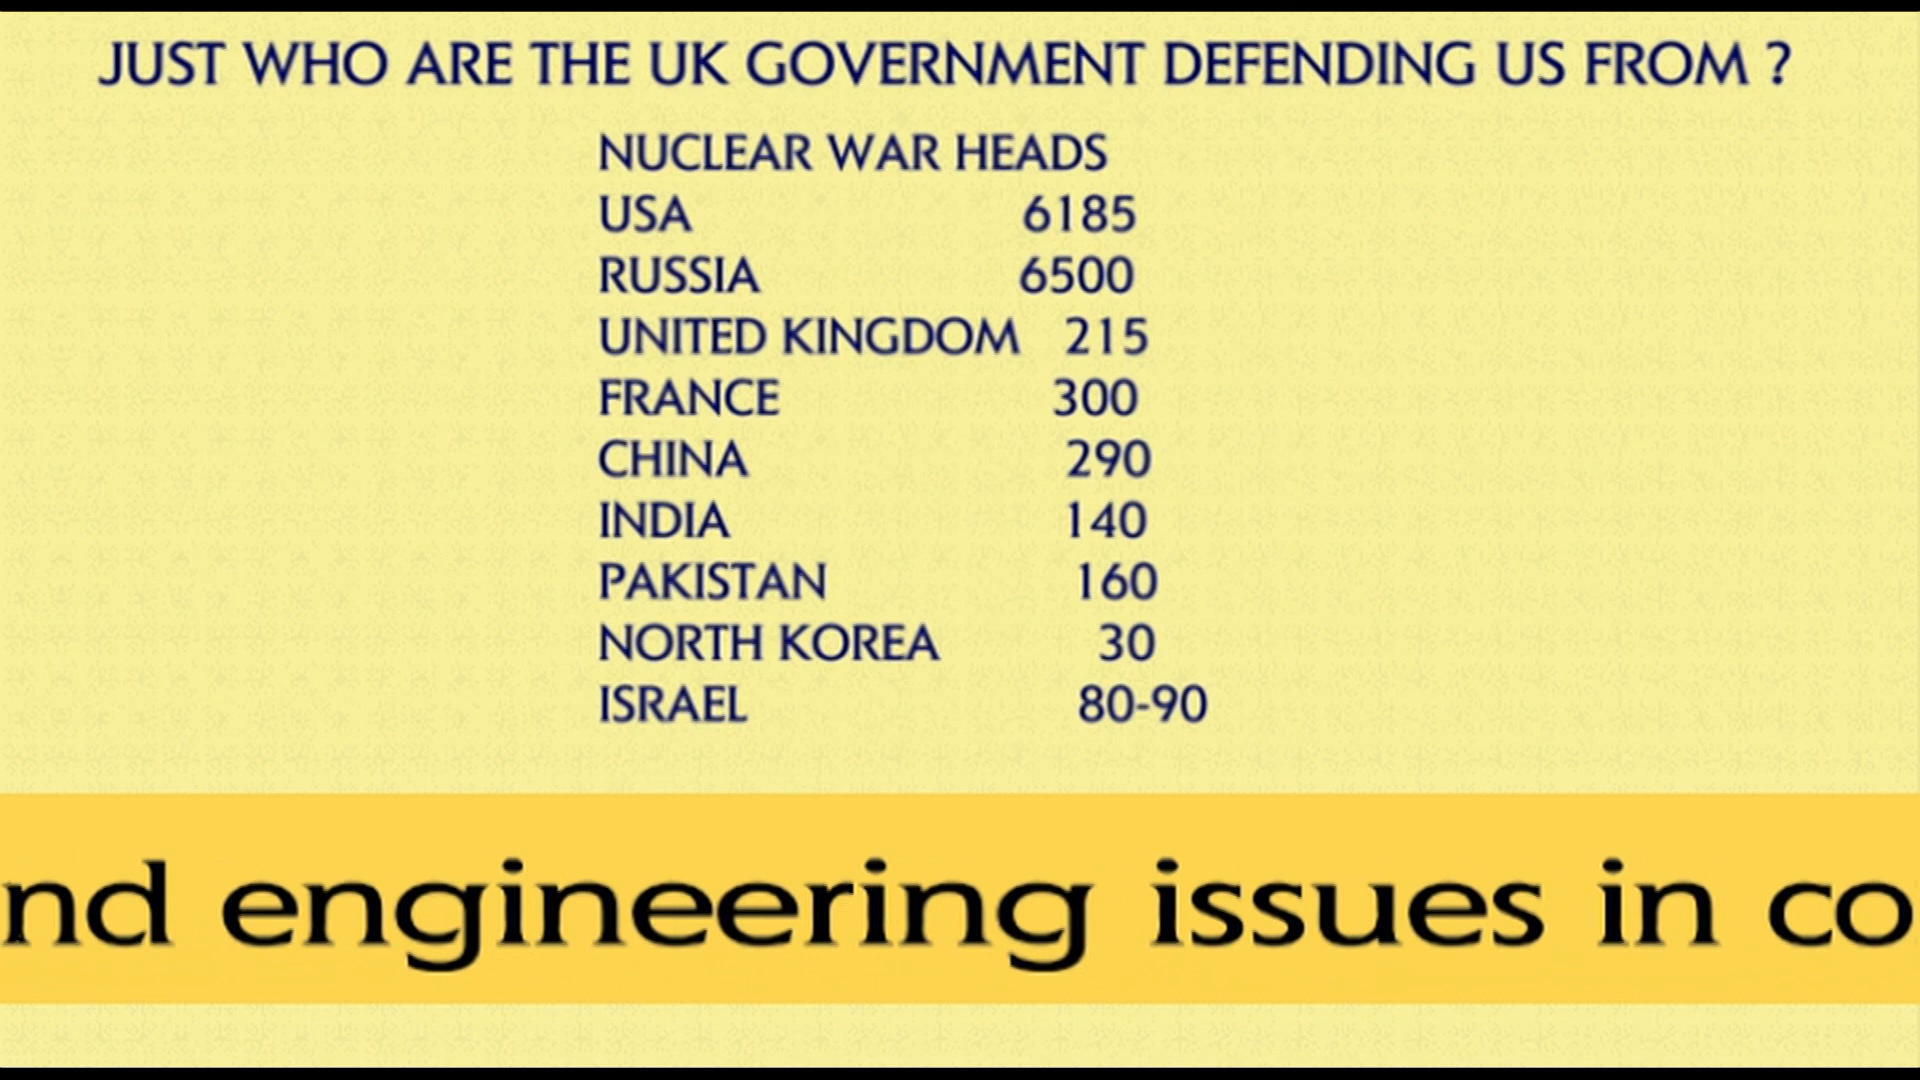 JUST WHO ARE THE UK GOVERNMENT DEFENDING US FROM ?
NUCLEAR WAR HEADS
USA 6185
RUSSIA 6500
UNITED KINGDOM 215
FRANCE 300
CHINA 290
INDIA 140
PAKISTAN 160
NORTH KOREA 30
ISRAEL 80-90
nd engineering issues in co